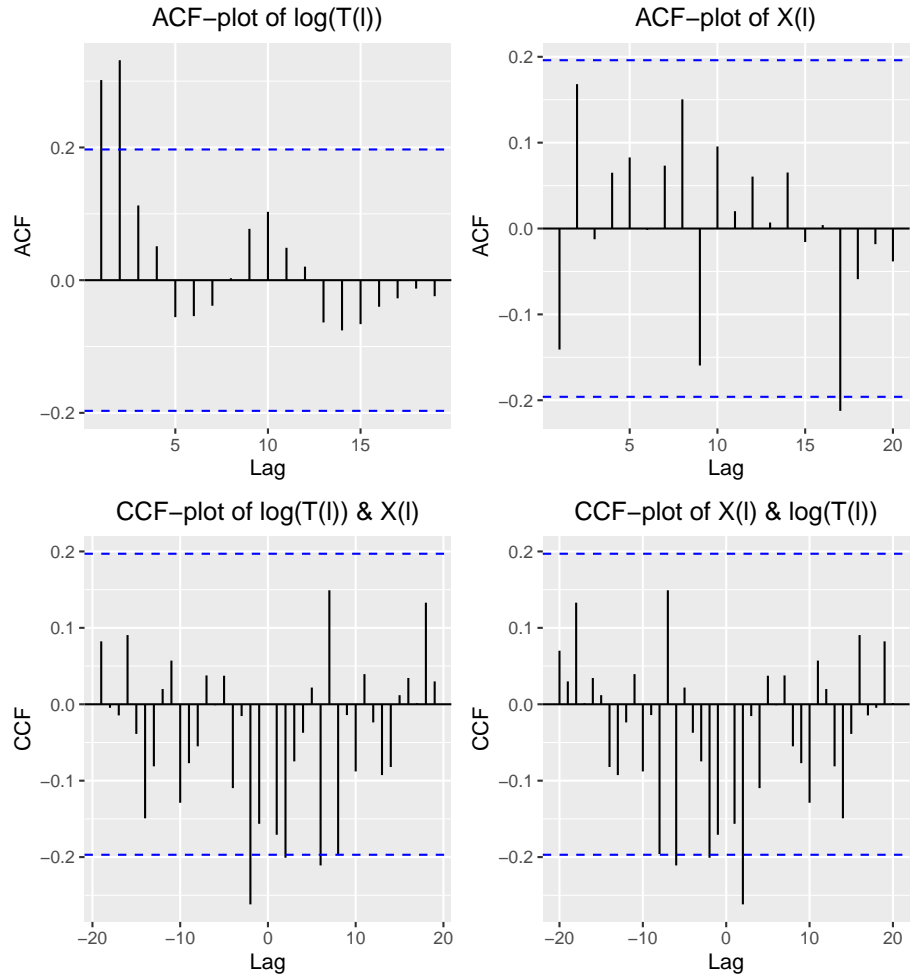 ACF−plot of log(T(l))
0.2
0.0
−0.2
ACF
5 10 15
Lag
ACF−plot of X(l)
0.2
0.1
0.0
−0.1
−0.2
ACF
5 10 15 20
Lag
CCF−plot of log(T(l)) & X(l)
0.2
0.1
0.0
−0.1
−0.2
CCF
−20 −10 0 10 20
Lag
CCF−plot of X(l) & log(T(l))
0.2
0.1
0.0
−0.1
−0.2
CCF
−20 −10 0 10 20
Lag